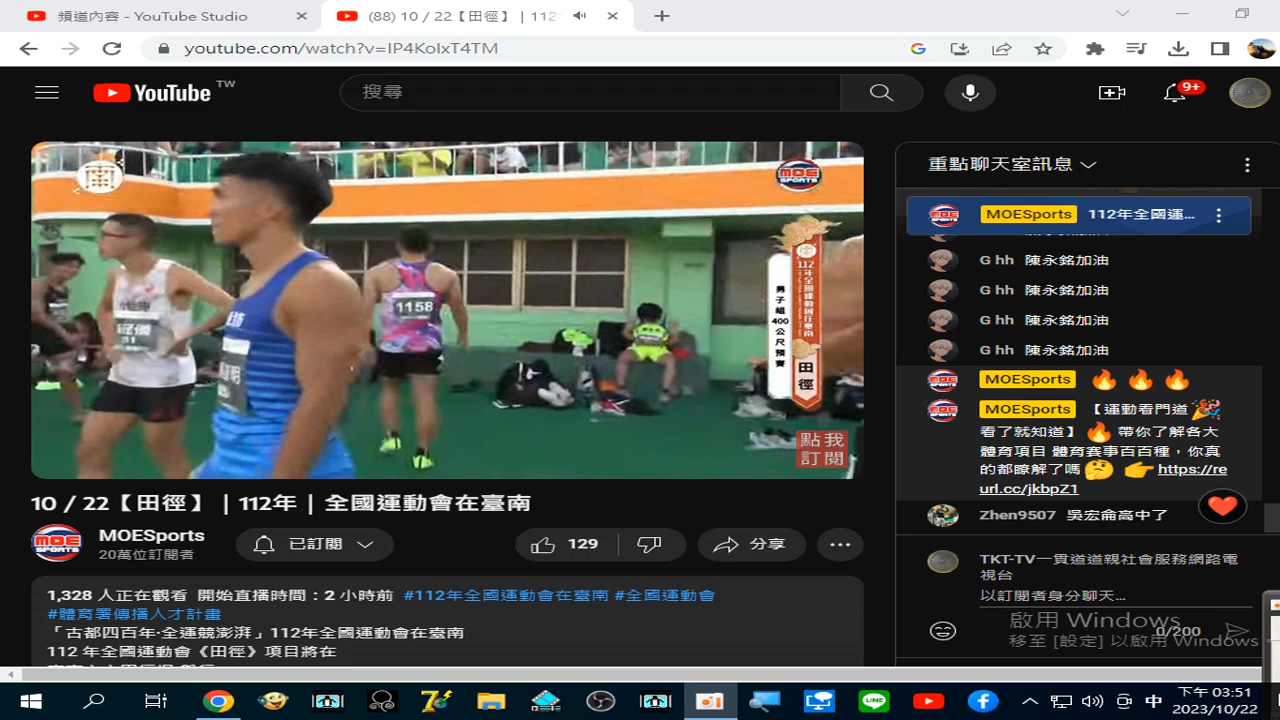 頻道內容 - YouTube Studio
(88) 10 / 22【田徑】 | 112
youtube.com/watch?v=IP4KoIxT4TM
YouTube TW
搜尋
9+
MOE SPORTS
112年全國運動會在臺南
田徑
男子組400公尺預賽
1158
點我
訂閱
10 / 22【田徑】 | 112年 | 全國運動會在臺南
MOESports
20萬位訂閱者
已訂閱
129
分享
1,328 人正在觀看 開始直播時間：2 小時前 #112年全國運動會在臺南 #全國運動會
#體育署傳播人才計畫
「古都四百年·全運競澎湃」112年全國運動會在臺南
112 年全國運動會《田徑》項目將在
重點聊天室訊息
MOESports 112年全國運...
G hh 陳永銘加油
G hh 陳永銘加油
G hh 陳永銘加油
G hh 陳永銘加油
MOESports 🔥 🔥 🔥
MOESports 【運動看門道🎉
看了就知道】🔥 帶你了解各大
體育項目 體育賽事百百種，你真
的都瞭解了嗎🤔 👉https://re
url.cc/jkbpZ1
Zhen9507 吳宏侖高中了
TKT-TV一貫道道親社會服務網路電
視台
以訂閱者身分聊天...
0/200
啟用 Windows
移至 [設定] 以啟用 Windows
中
下午 03:51
2023/10/22